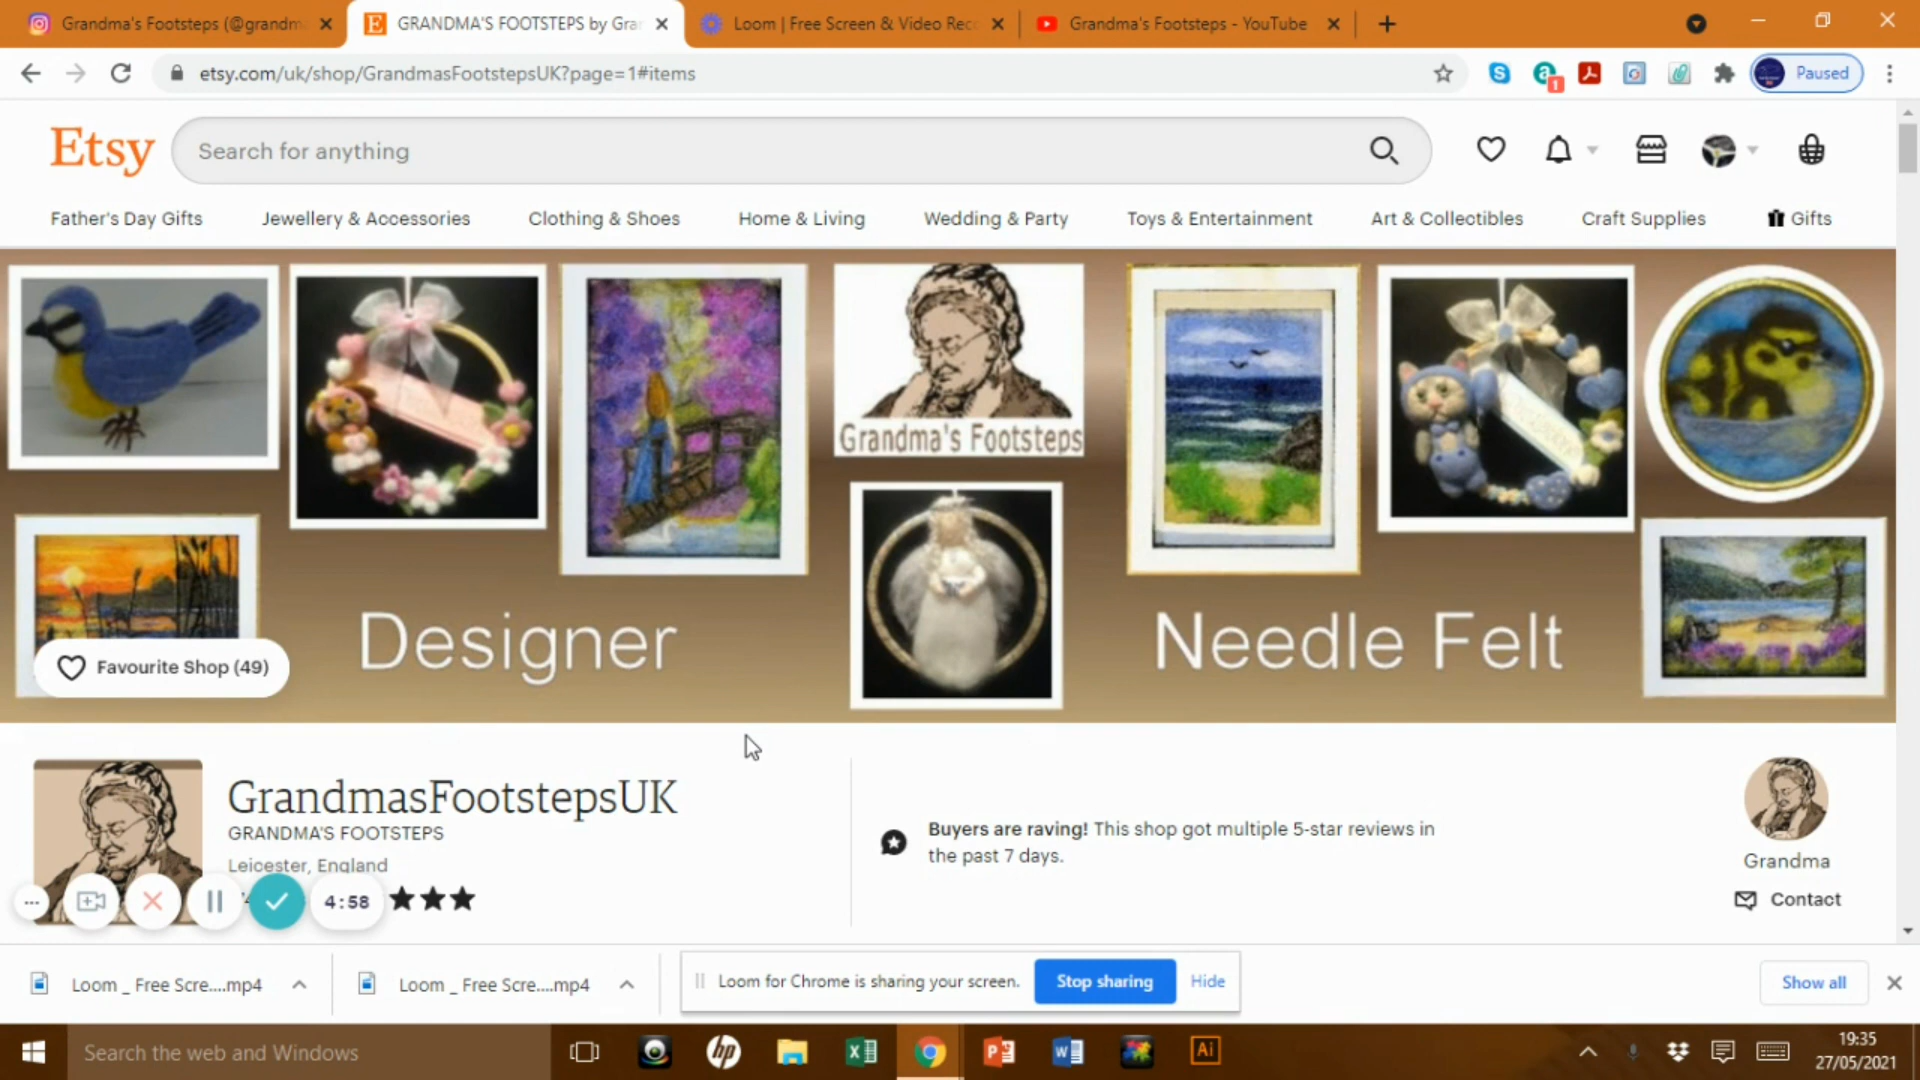 Grandma's Footsteps (@grandm
GRANDMA'S FOOTSTEPS by Gra
Loom | Free Screen & Video Rec
Grandma's Footsteps - YouTube
etsy.com/uk/shop/GrandmasFootstepsUK?page=1#items
1
Paused
Etsy
Search for anything
Father's Day Gifts
Jewellery & Accessories
Clothing & Shoes
Home & Living
Wedding & Party
Toys & Entertainment
Art & Collectibles
Craft Supplies
Gifts
Grandma's Footsteps
Designer
Needle Felt
Favourite Shop (49)
GrandmasFootstepsUK
GRANDMA'S FOOTSTEPS
Leicester, England
Buyers are raving! This shop got multiple 5-star reviews in
the past 7 days.
Grandma
Contact
4:58
Loom _ Free Scre....mp4
Loom _ Free Scre....mp4
Loom for Chrome is sharing your screen.
Stop sharing
Hide
Show all
Search the web and Windows
19:35
27/05/2021